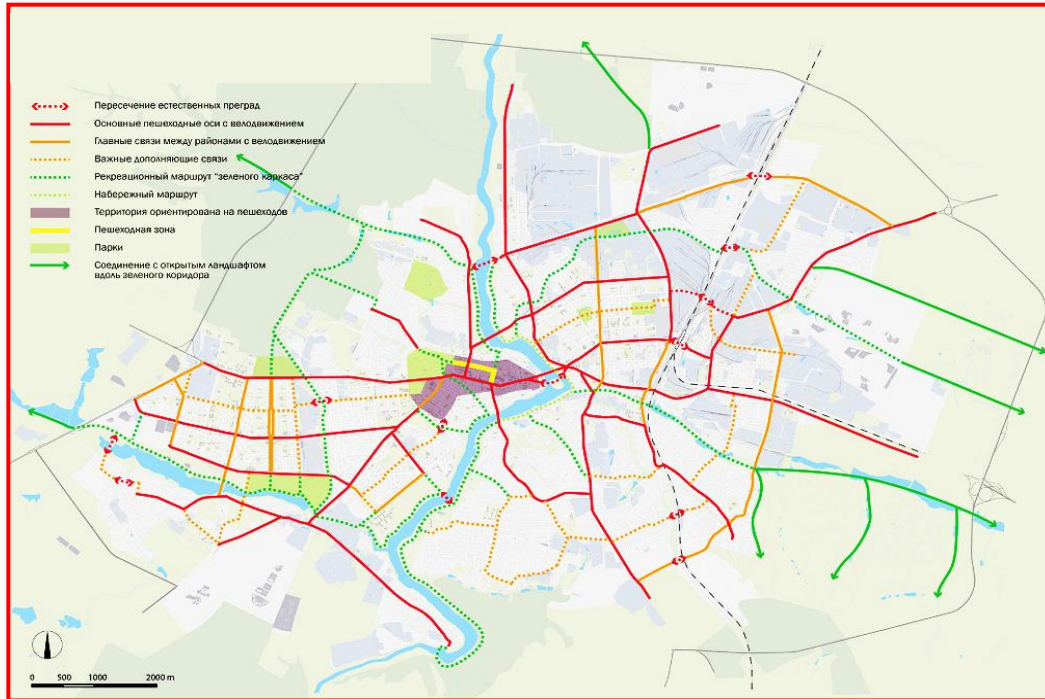 Пересечение естественных преград
Основные пешеходные оси с велодвижением
Главные связи между районами с велодвижением
Важные дополняющие связи
Рекреационный маршрут "зеленого каркаса"
Набережный маршрут
Территория ориентирована на пешеходов
Пешеходная зона
Парки
Соединение с открытым ландшафтом
вдоль зеленого коридора
0 500 1000 2000 m